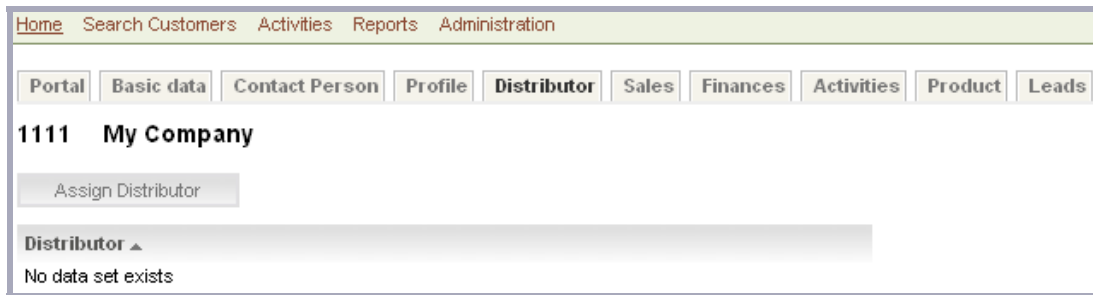 Home Search Customers Activities Reports Administration
Portal Basic data Contact Person Profile Distributor Sales Finances Activities Product Leads
1111 My Company
Assign Distributor
Distributor
No data set exists